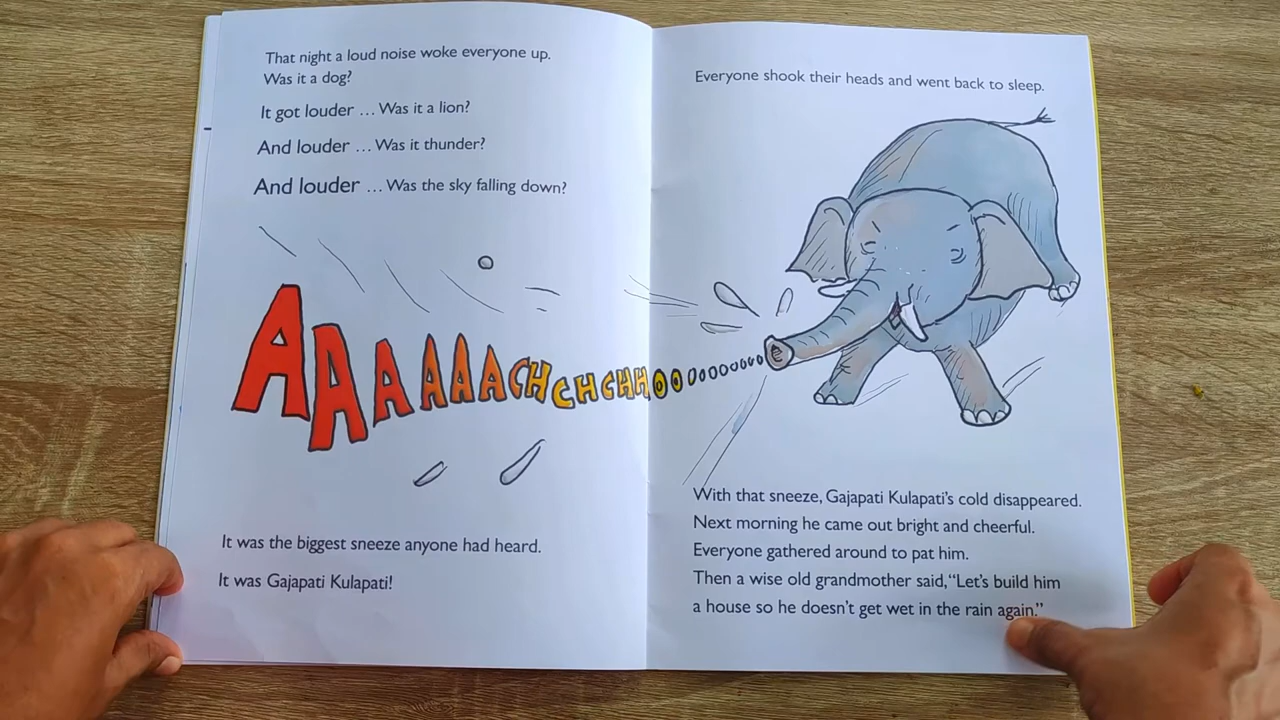 That night a loud noise woke everyone up.
Was it a dog?
It got louder ... Was it a lion?
And louder ... Was it thunder?
And louder ... Was the sky falling down?
AAAAAAACHCHCHHOOoooooooooo
It was the biggest sneeze anyone had heard.
It was Gajapati Kulapati!
Everyone shook their heads and went back to sleep.
With that sneeze, Gajapati Kulapati's cold disappeared.
Next morning he came out bright and cheerful.
Everyone gathered around to pat him.
Then a wise old grandmother said, “Let's build him
a house so he doesn't get wet in the rain again.”